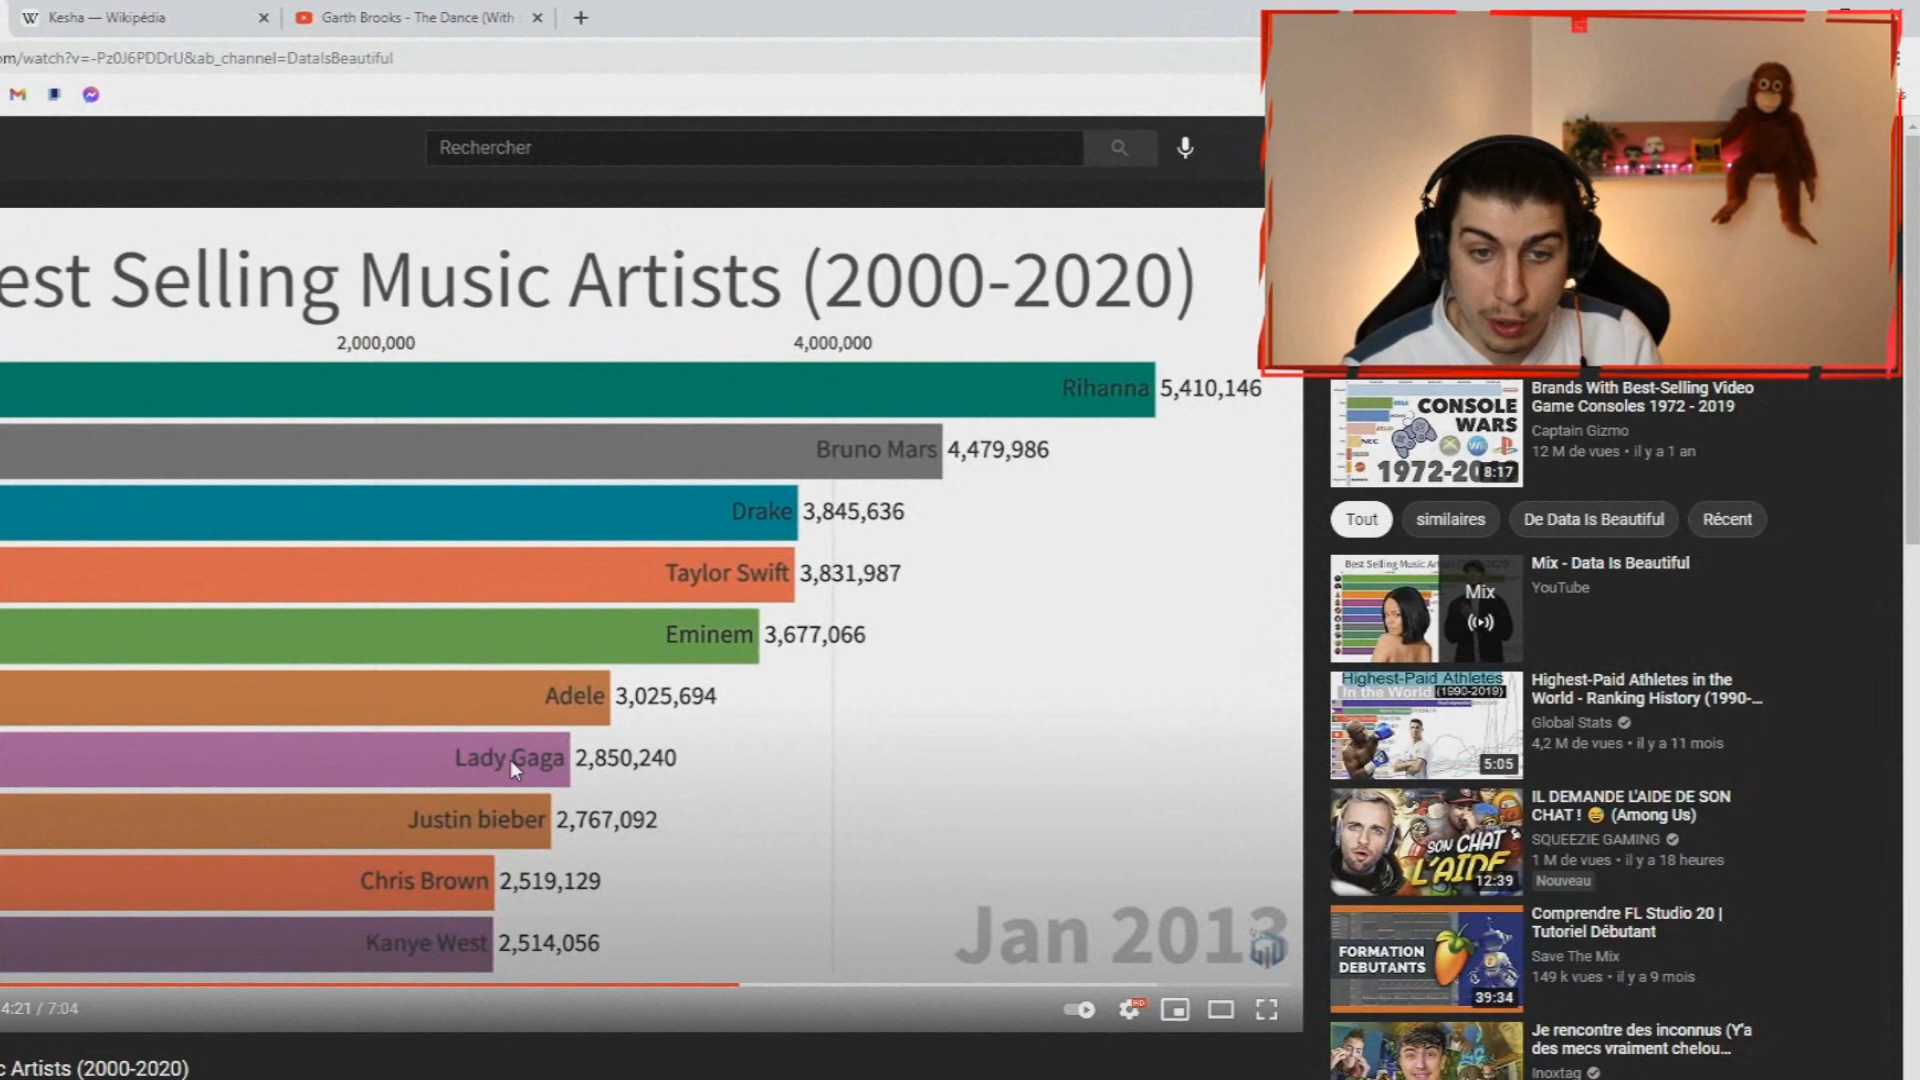 Kesha — Wikipédia
Garth Brooks - The Dance (With
om/watch?v=-Pz0J6PDDrU&ab_channel=DataIsBeautiful
Rechercher
est Selling Music Artists (2000-2020)
2,000,000
4,000,000
Rihanna 5,410,146
Bruno Mars 4,479,986
Drake 3,845,636
Taylor Swift 3,831,987
Eminem 3,677,066
Adele 3,025,694
Lady Gaga 2,850,240
Justin bieber 2,767,092
Chris Brown 2,519,129
Kanye West 2,514,056
Jan 2013
4:21 / 7:04
HD
c Artists (2000-2020)
CONSOLE
WARS
NEC
Wii
1972-20
8:17
Brands With Best-Selling Video
Game Consoles 1972 - 2019
Captain Gizmo
12 M de vues • il y a 1 an
Tout
similaires
De Data Is Beautiful
Récent
Best Selling Music Ar
Mix
Mix - Data Is Beautiful
YouTube
Highest-Paid Athletes
In the World (1990-2019)
5:05
Highest-Paid Athletes in the
World - Ranking History (1990-...
Global Stats
4,2 M de vues • il y a 11 mois
SON CHAT
L'AIDE
12:39
IL DEMANDE L'AIDE DE SON
CHAT ! 😅 (Among Us)
SQUEEZIE GAMING
1 M de vues • il y a 18 heures
Nouveau
FORMATION
DEBUTANTS
39:34
Comprendre FL Studio 20 |
Tutoriel Débutant
Save The Mix
149 k vues • il y a 9 mois
Je rencontre des inconnus (Y'a
des mecs vraiment chelou...
Inoxtag